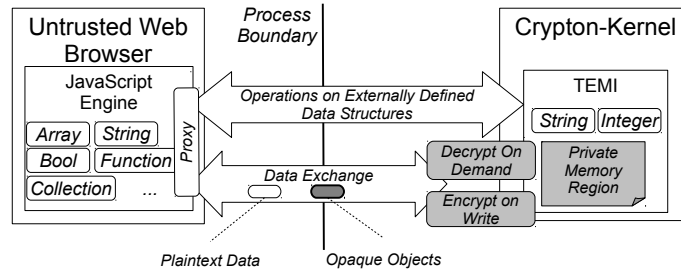 Untrusted Web
Browser
Process
Boundary
Crypton-Kernel
JavaScript
Engine
Array
String
Bool
Function
Collection
...
Proxy
Operations on Externally Defined
Data Structures
Data Exchange
TEMI
String
Integer
Decrypt On
Demand
Encrypt on
Write
Private
Memory
Region
Plaintext Data
Opaque Objects